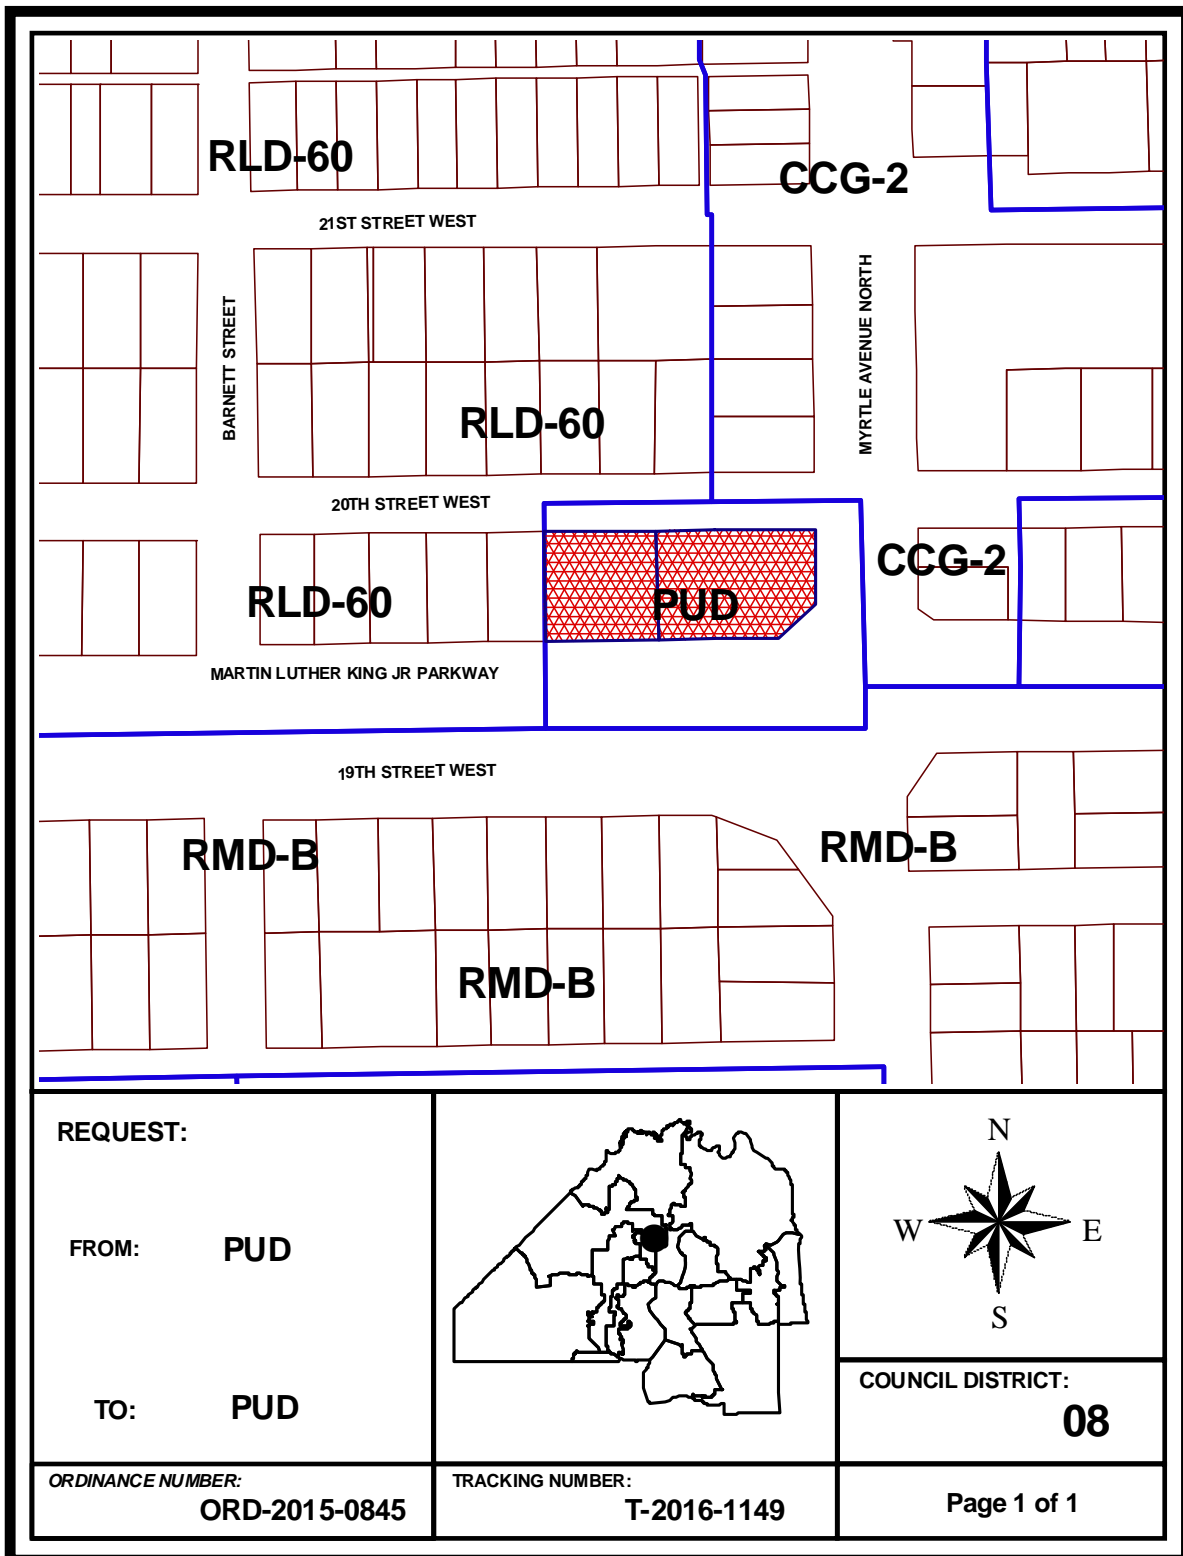 RLD-60
CCG-2
21ST STREET WEST
BARNETT STREET
MYRTLE AVENUE NORTH
RLD-60
20TH STREET WEST
CCG-2
RLD-60
PUD
MARTIN LUTHER KING JR PARKWAY
19TH STREET WEST
RMD-B
RMD-B
RMD-B
REQUEST:
FROM: PUD
TO: PUD
N
W E
S
COUNCIL DISTRICT:
08
ORDINANCE NUMBER:
ORD-2015-0845
TRACKING NUMBER:
T-2016-1149
Page 1 of 1